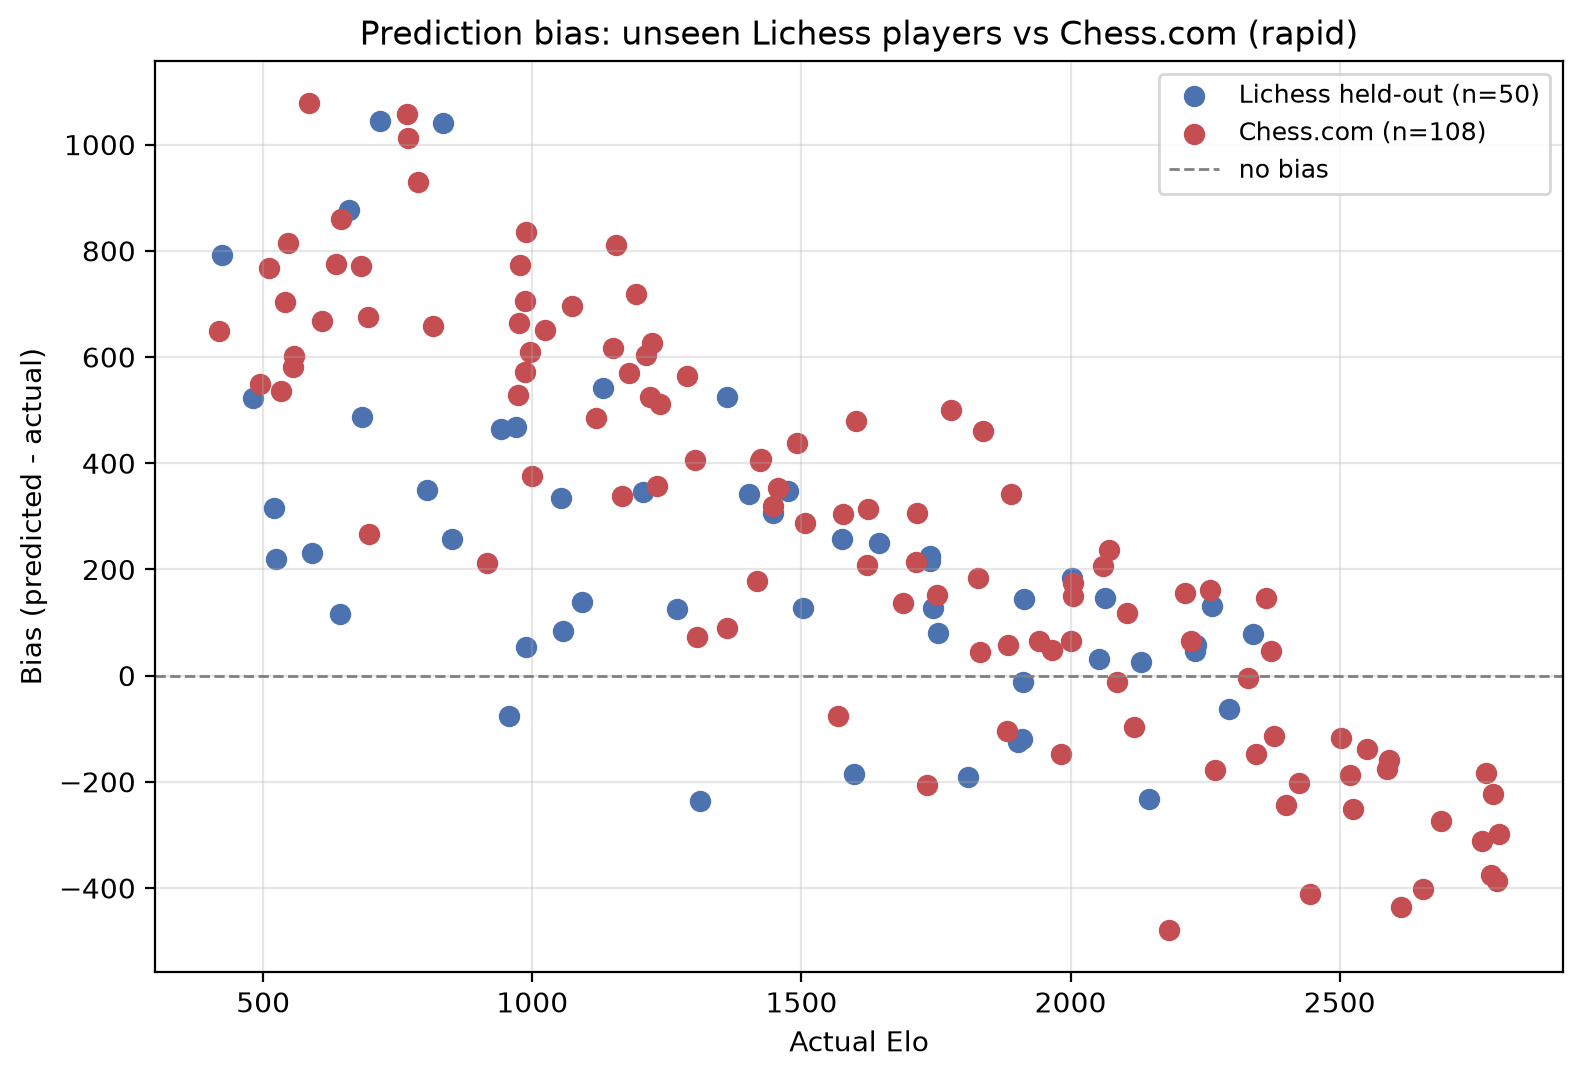 Prediction bias: unseen Lichess players vs Chess.com (rapid)
Lichess held-out (n=50)
Chess.com (n=108)
no bias
Bias (predicted - actual)
1000
800
600
400
200
0
−200
−400
500 1000 1500 2000 2500
Actual Elo